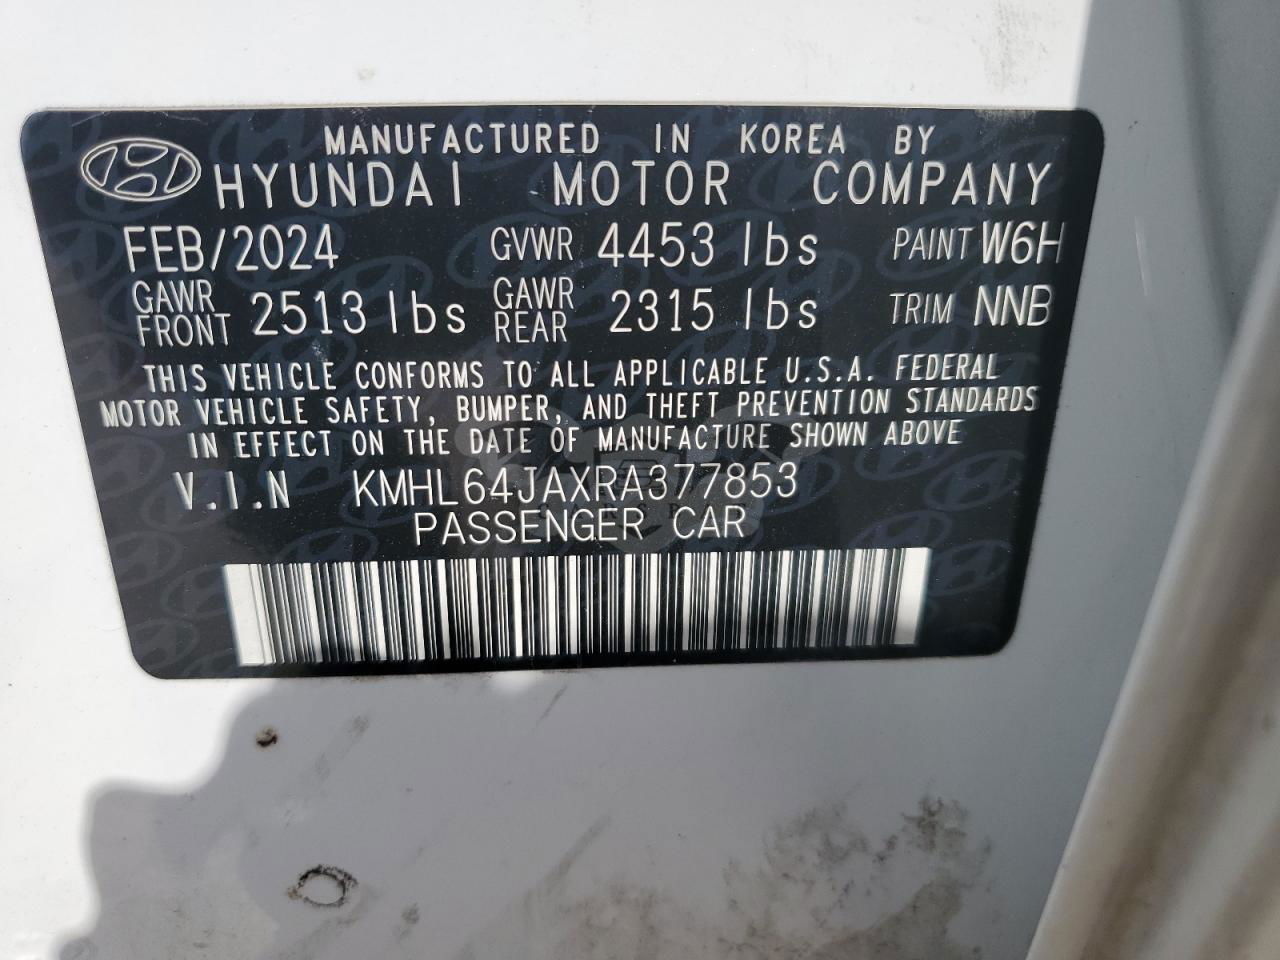 MANUFACTURED IN KOREA BY
HYUNDAI MOTOR COMPANY
FEB/2024 GVWR 4453 lbs PAINT W6H
GAWR FRONT 2513 lbs GAWR REAR 2315 lbs TRIM NNB
THIS VEHICLE CONFORMS TO ALL APPLICABLE U.S.A. FEDERAL
MOTOR VEHICLE SAFETY, BUMPER, AND THEFT PREVENTION STANDARDS
IN EFFECT ON THE DATE OF MANUFACTURE SHOWN ABOVE
V.I.N KMHL64JAXRA377853
PASSENGER CAR